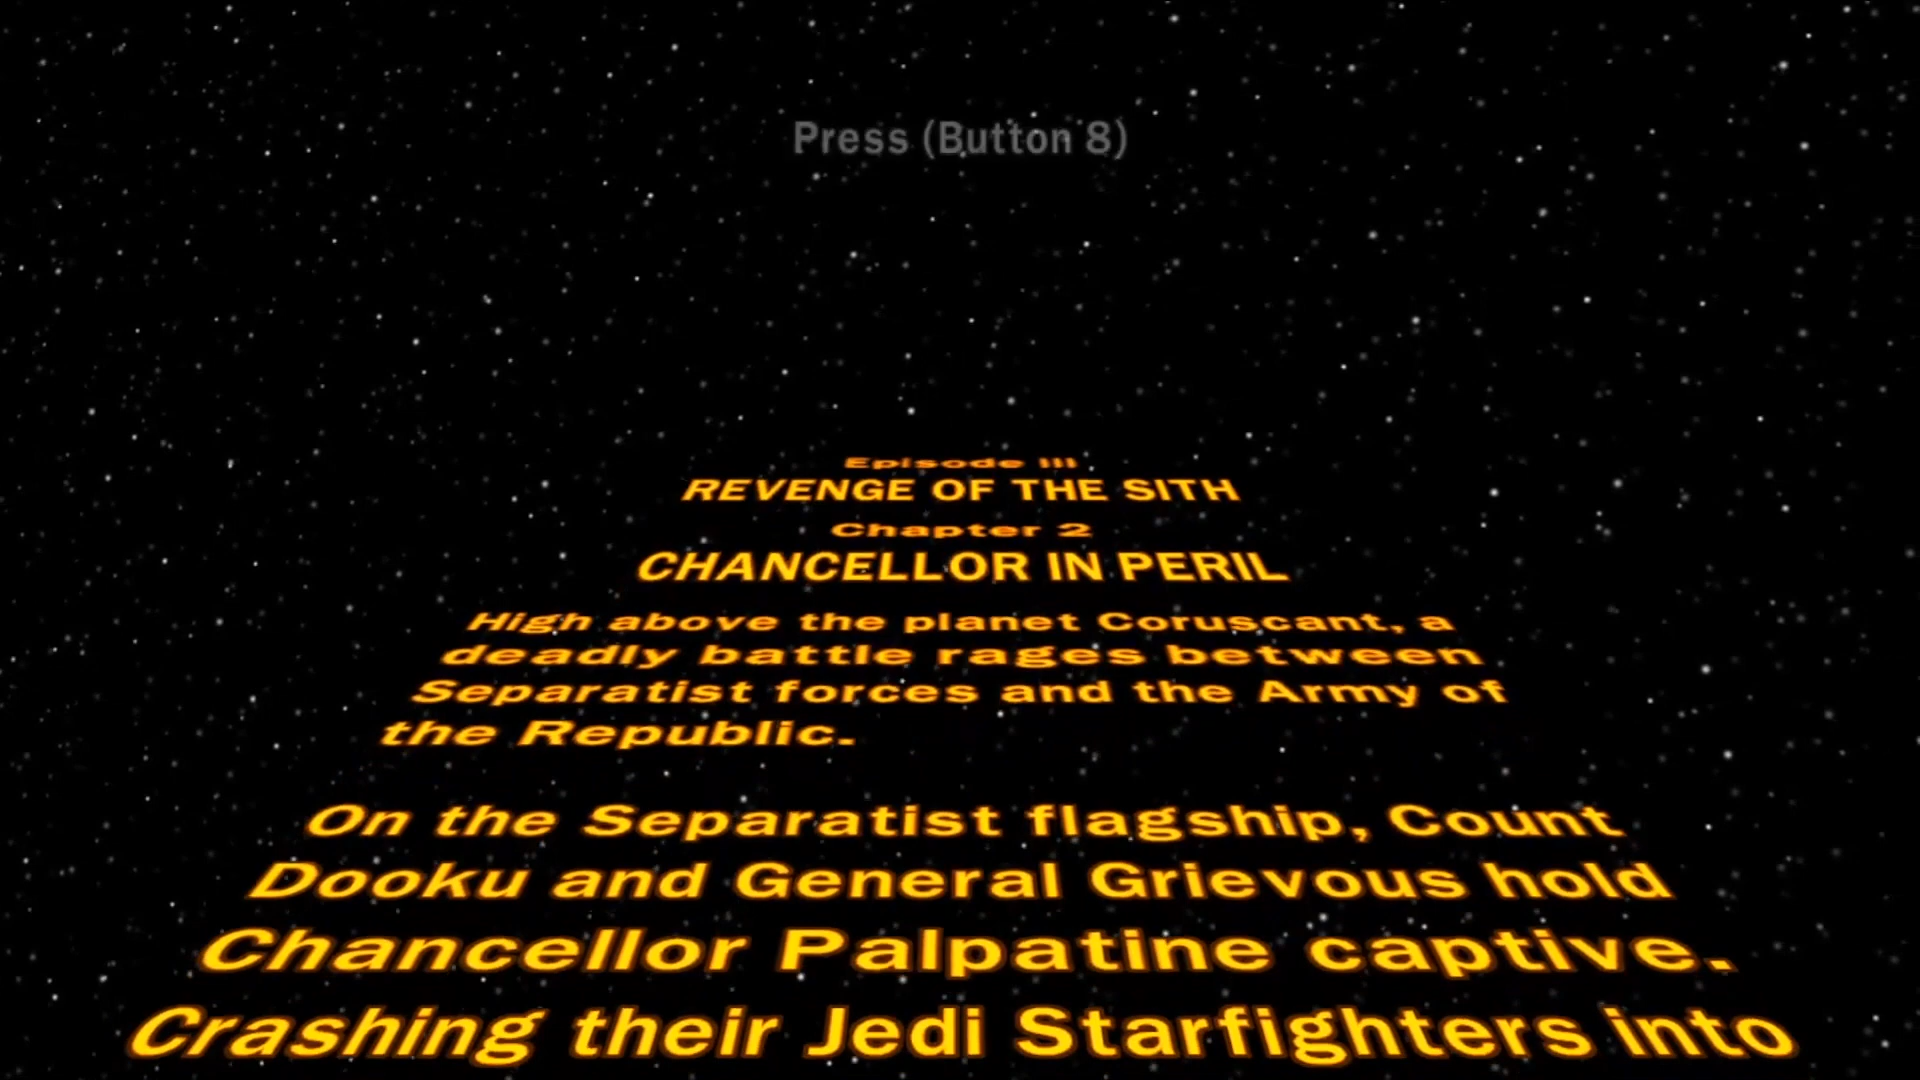 Press (Button 8)
Episode III
REVENGE OF THE SITH
Chapter 2
CHANCELLOR IN PERIL
High above the planet Coruscant, a
deadly battle rages between
Separatist forces and the Army of
the Republic.
On the Separatist flagship, Count
Dooku and General Grievous hold
Chancellor Palpatine captive.
Crashing their Jedi Starfighters into